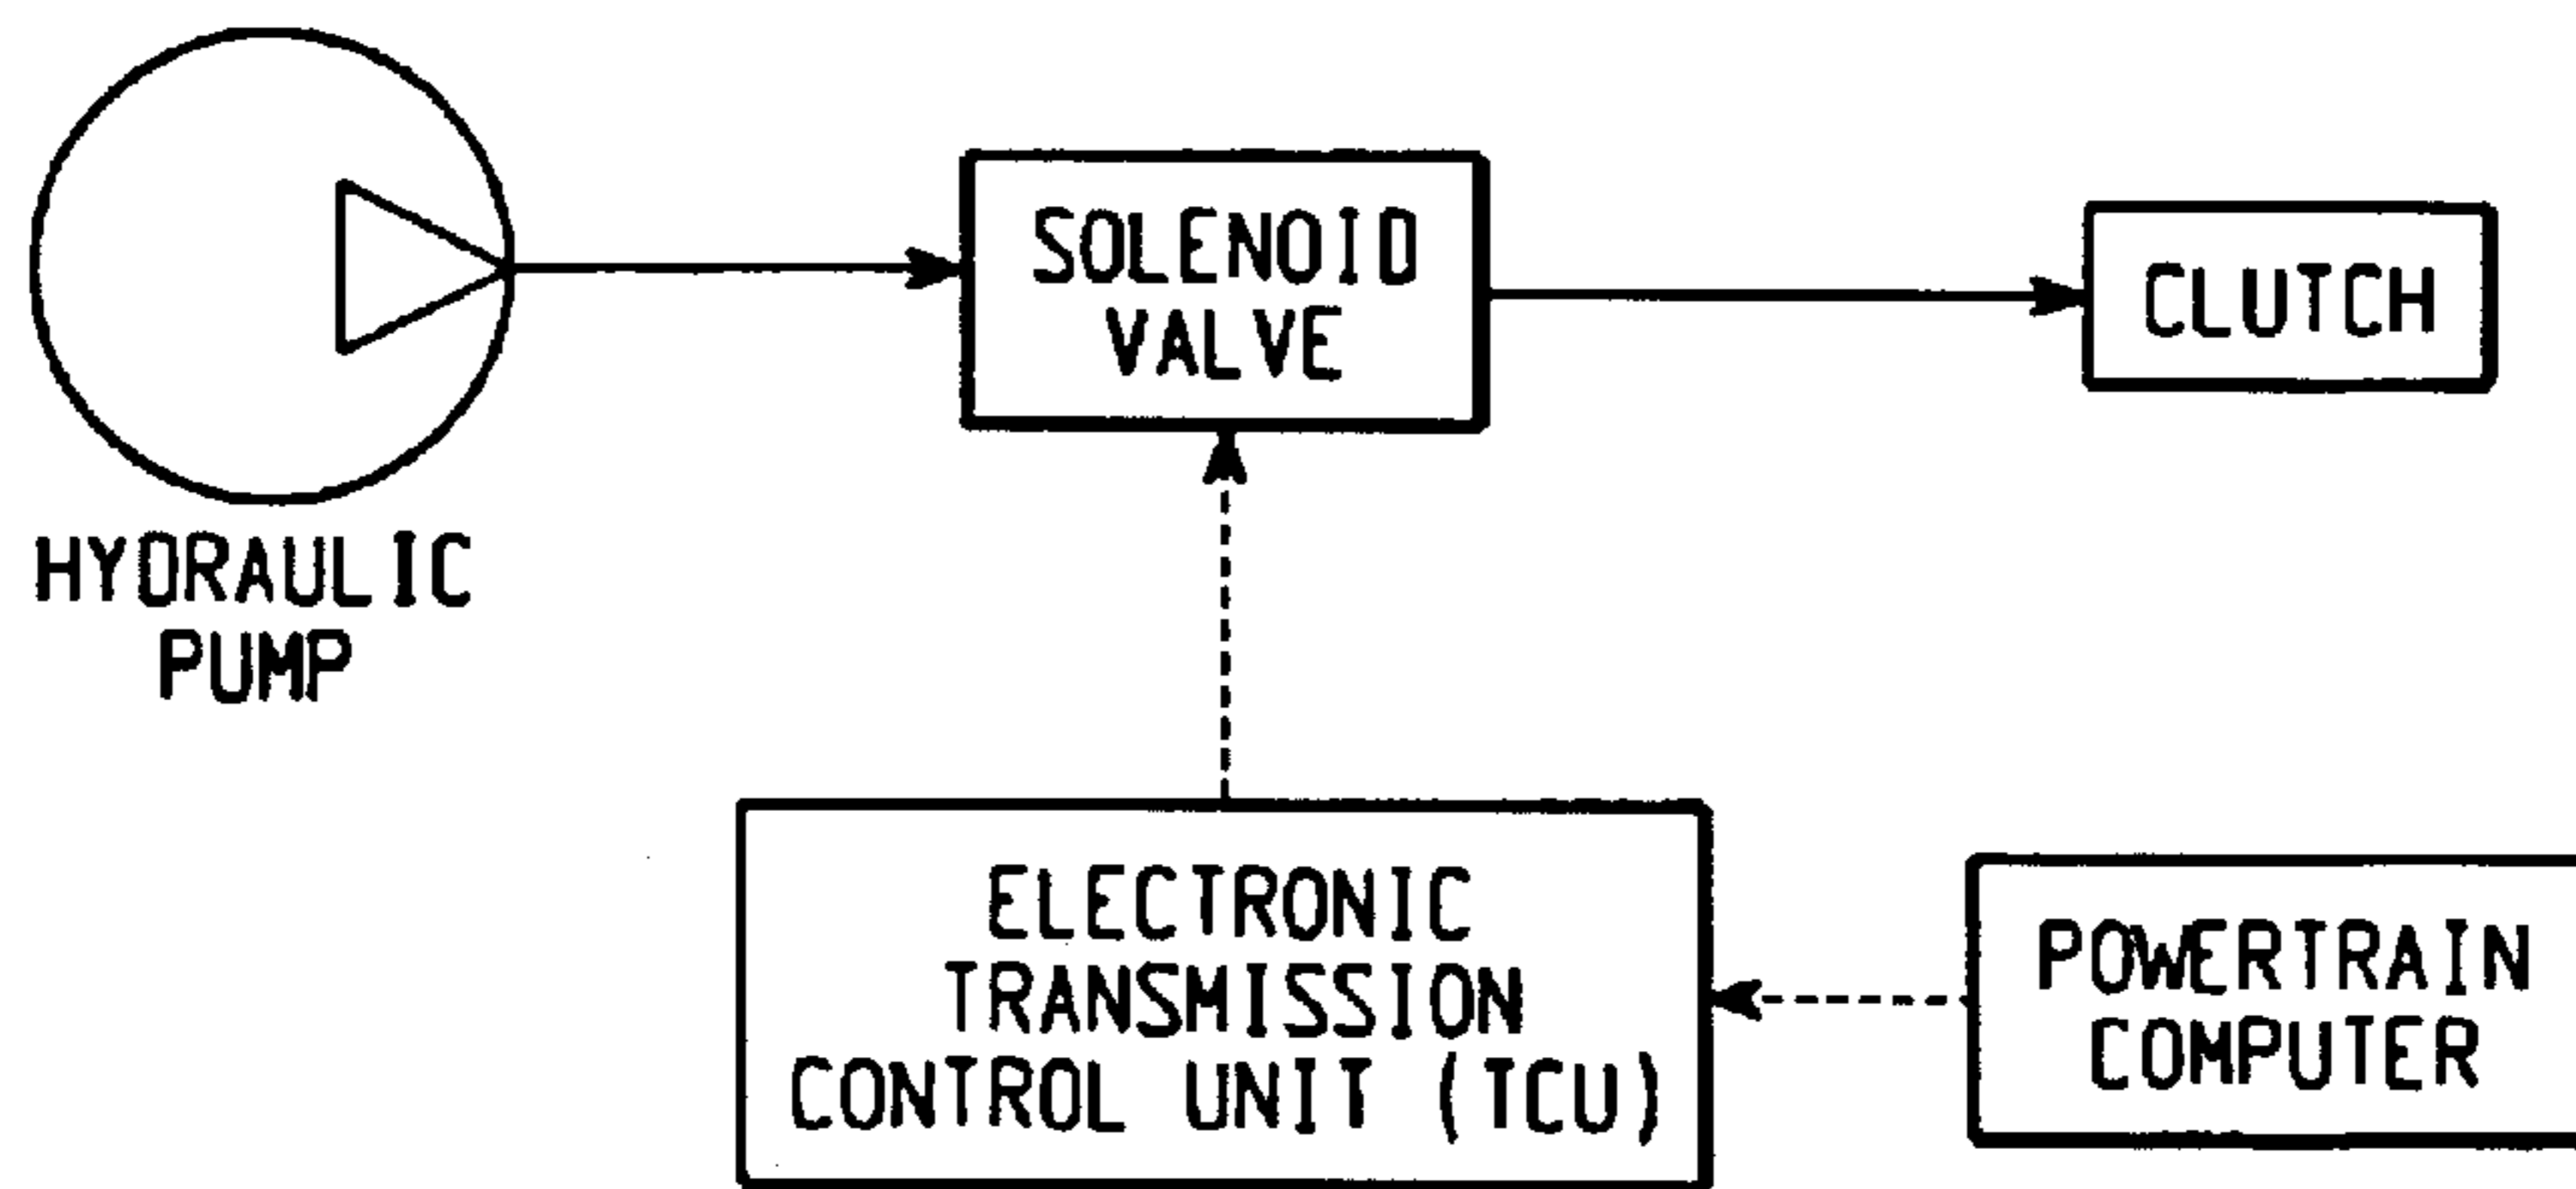 SOLENOID
VALVE
CLUTCH
HYDRAULIC
PUMP
ELECTRONIC
TRANSMISSION
CONTROL UNIT (TCU)
POWERTRAIN
COMPUTER